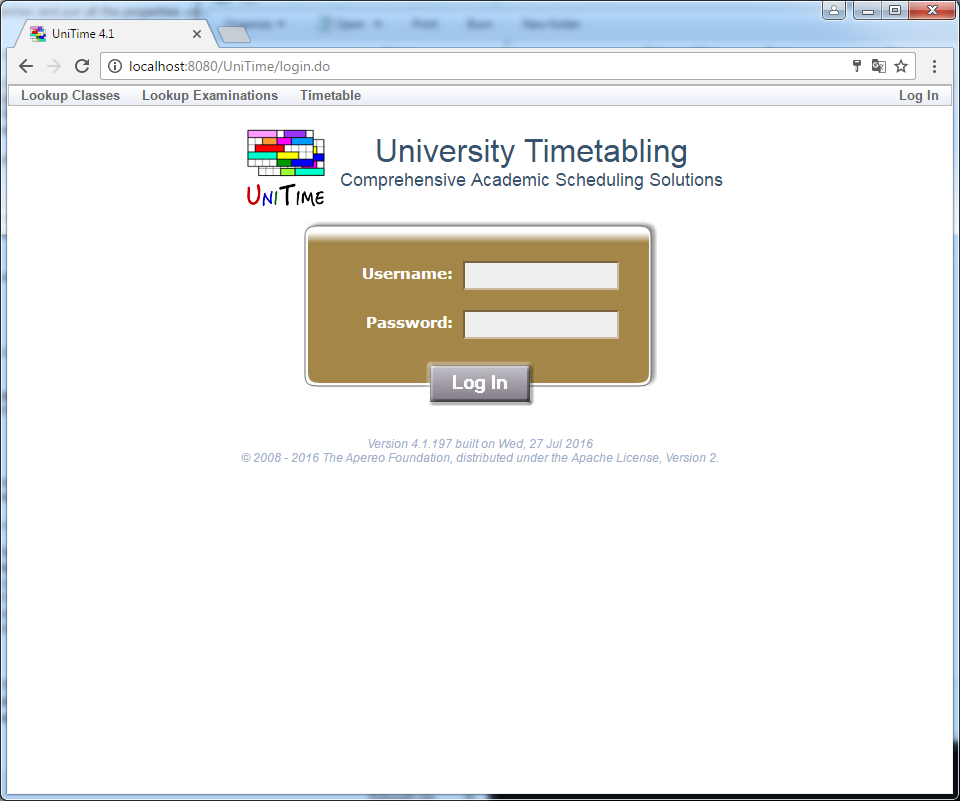 UniTime 4.1
localhost:8080/UniTime/login.do
Lookup Classes Lookup Examinations Timetable Log In
University Timetabling
Comprehensive Academic Scheduling Solutions
UniTime
Username:
Password:
Log In
Version 4.1.197 built on Wed, 27 Jul 2016
© 2008 - 2016 The Apereo Foundation, distributed under the Apache License, Version 2.